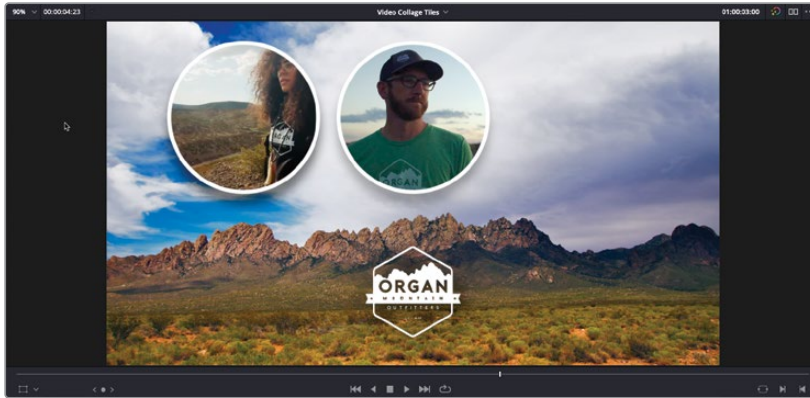 90% 00:00:04:23 Video Collage Tiles 01:00:03:00
ORGAN
ORGAN
MOUNTAIN
OUTFITTERS